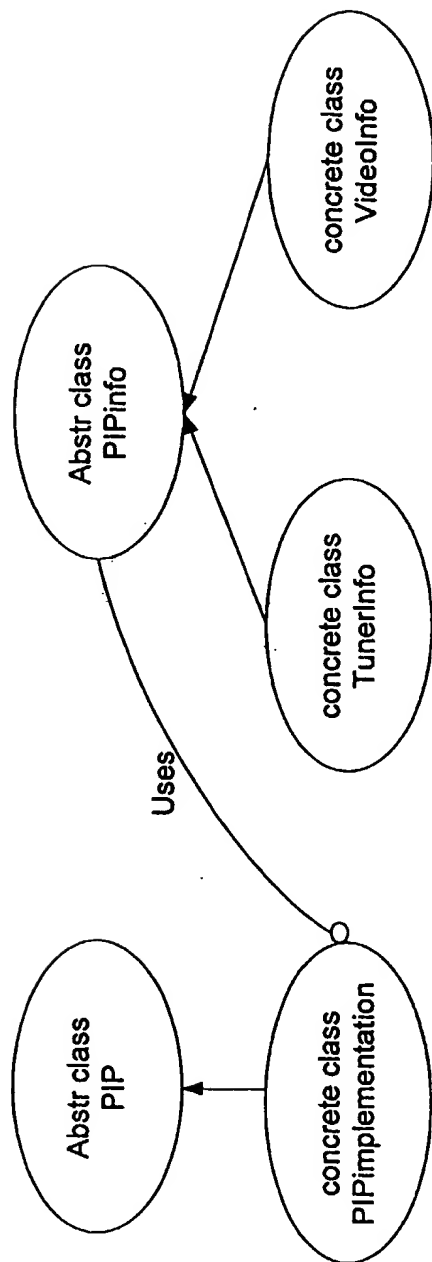 Abstr class
PIP
concrete class
PIPimplementation
Uses
Abstr class
PIPinfo
concrete class
TunerInfo
concrete class
VideoInfo